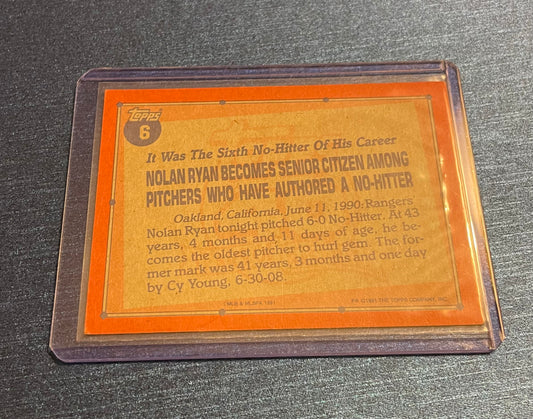 Topps
6
It Was The Sixth No-Hitter Of His Career
NOLAN RYAN BECOMES SENIOR CITIZEN AMONG
PITCHERS WHO HAVE AUTHORED A NO-HITTER
Oakland, California, June 11, 1990: Rangers'
Nolan Ryan tonight pitched 6-0 No-Hitter. At 43
years, 4 months and 11 days of age, he be-
comes the oldest pitcher to hurl gem. The for-
mer mark was 41 years, 3 months and one day
by Cy Young, 6-30-08.
MLB & MLBPA 1991
©1991 THE TOPPS COMPANY, INC.